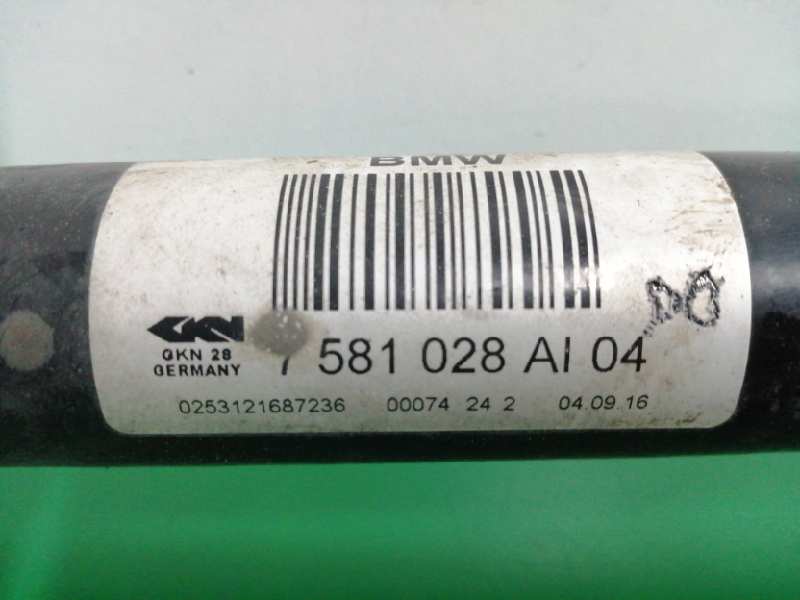 BMW
GKN
7 581 028 AI 04
GKN 28
GERMANY
0253121687236 00074 24 2 04.09.16